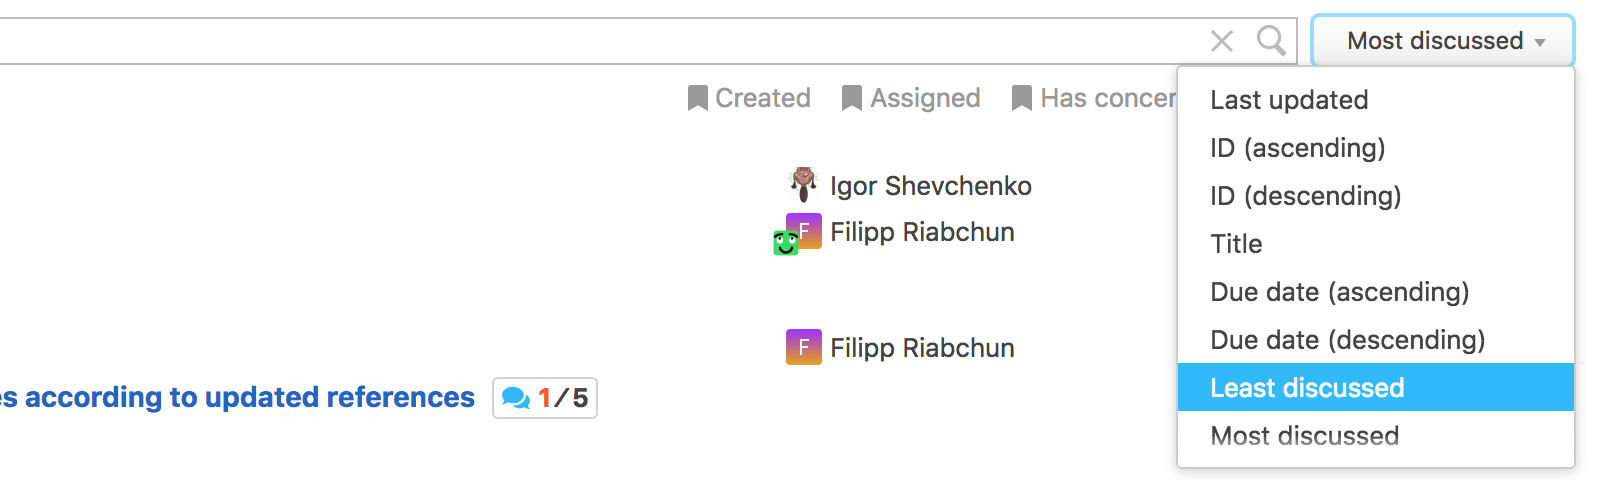 Most discussed
Created Assigned Has concer
Last updated
ID (ascending)
ID (descending)
Title
Due date (ascending)
Due date (descending)
Least discussed
Most discussed
Igor Shevchenko
F Filipp Riabchun
F Filipp Riabchun
s according to updated references 1/5